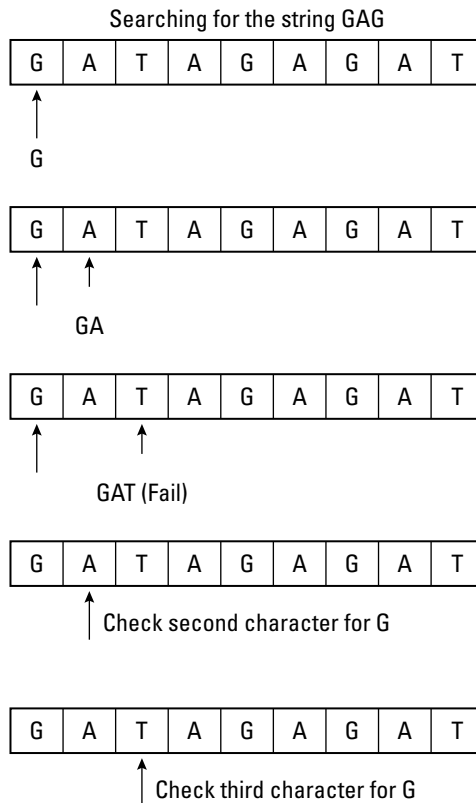 Searching for the string GAG
G A T A G A G A T
G
G A T A G A G A T
GA
G A T A G A G A T
GAT (Fail)
G A T A G A G A T
Check second character for G
G A T A G A G A T
Check third character for G